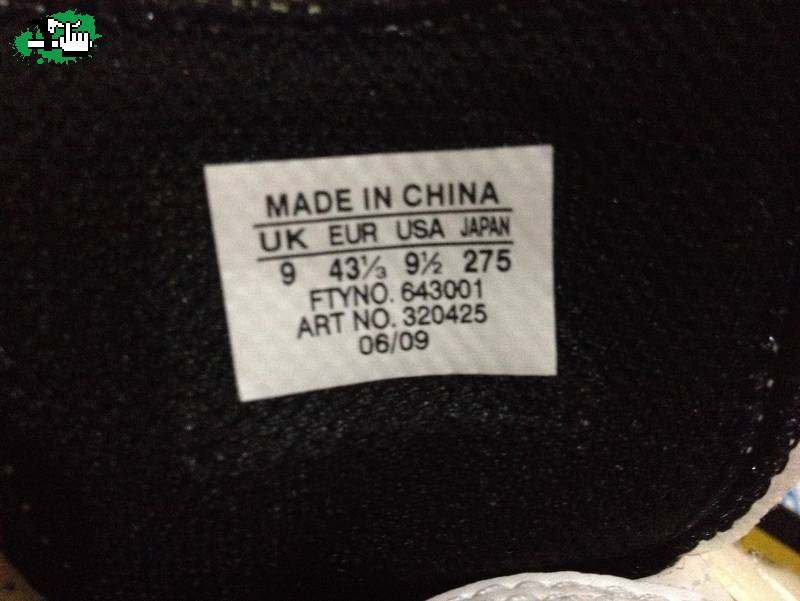 MADE IN CHINA
UK EUR USA JAPAN
9 43⅓ 9½ 275
FTYNO. 643001
ART NO. 320425
06/09